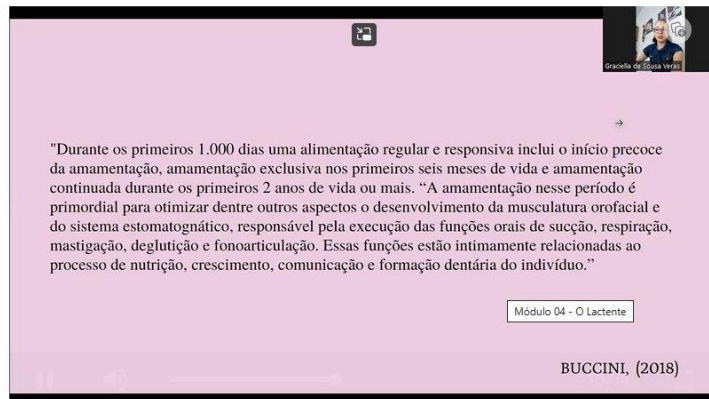 Graciella de Sousa Veras
"Durante os primeiros 1.000 dias uma alimentação regular e responsiva inclui o início precoce
da amamentação, amamentação exclusiva nos primeiros seis meses de vida e amamentação
continuada durante os primeiros 2 anos de vida ou mais. “A amamentação nesse período é
primordial para otimizar dentre outros aspectos o desenvolvimento da musculatura orofacial e
do sistema estomatognático, responsável pela execução das funções orais de sucção, respiração,
mastigação, deglutição e fonoarticulação. Essas funções estão intimamente relacionadas ao
processo de nutrição, crescimento, comunicação e formação dentária do indivíduo.”
Módulo 04 - O Lactente
BUCCINI, (2018)